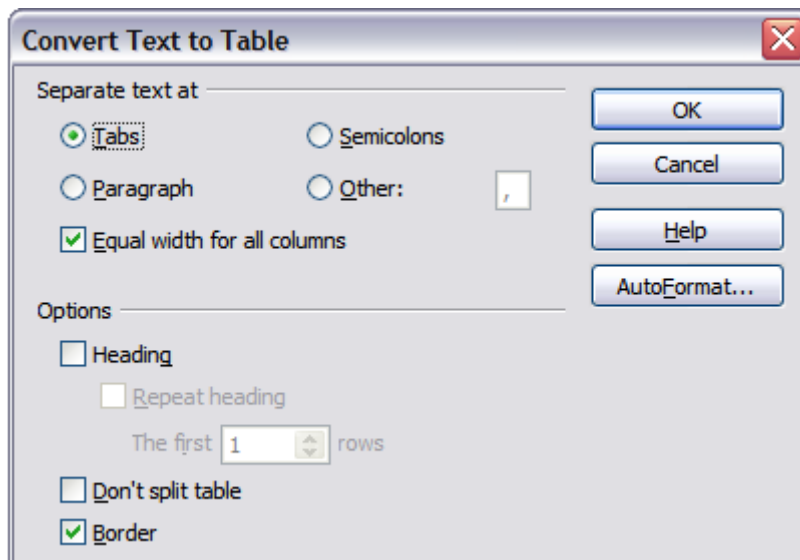 Convert Text to Table
Separate text at
Tabs
Semicolons
Paragraph
Other: ,
Equal width for all columns
OK
Cancel
Help
AutoFormat...
Options
Heading
Repeat heading
The first 1 rows
Don't split table
Border